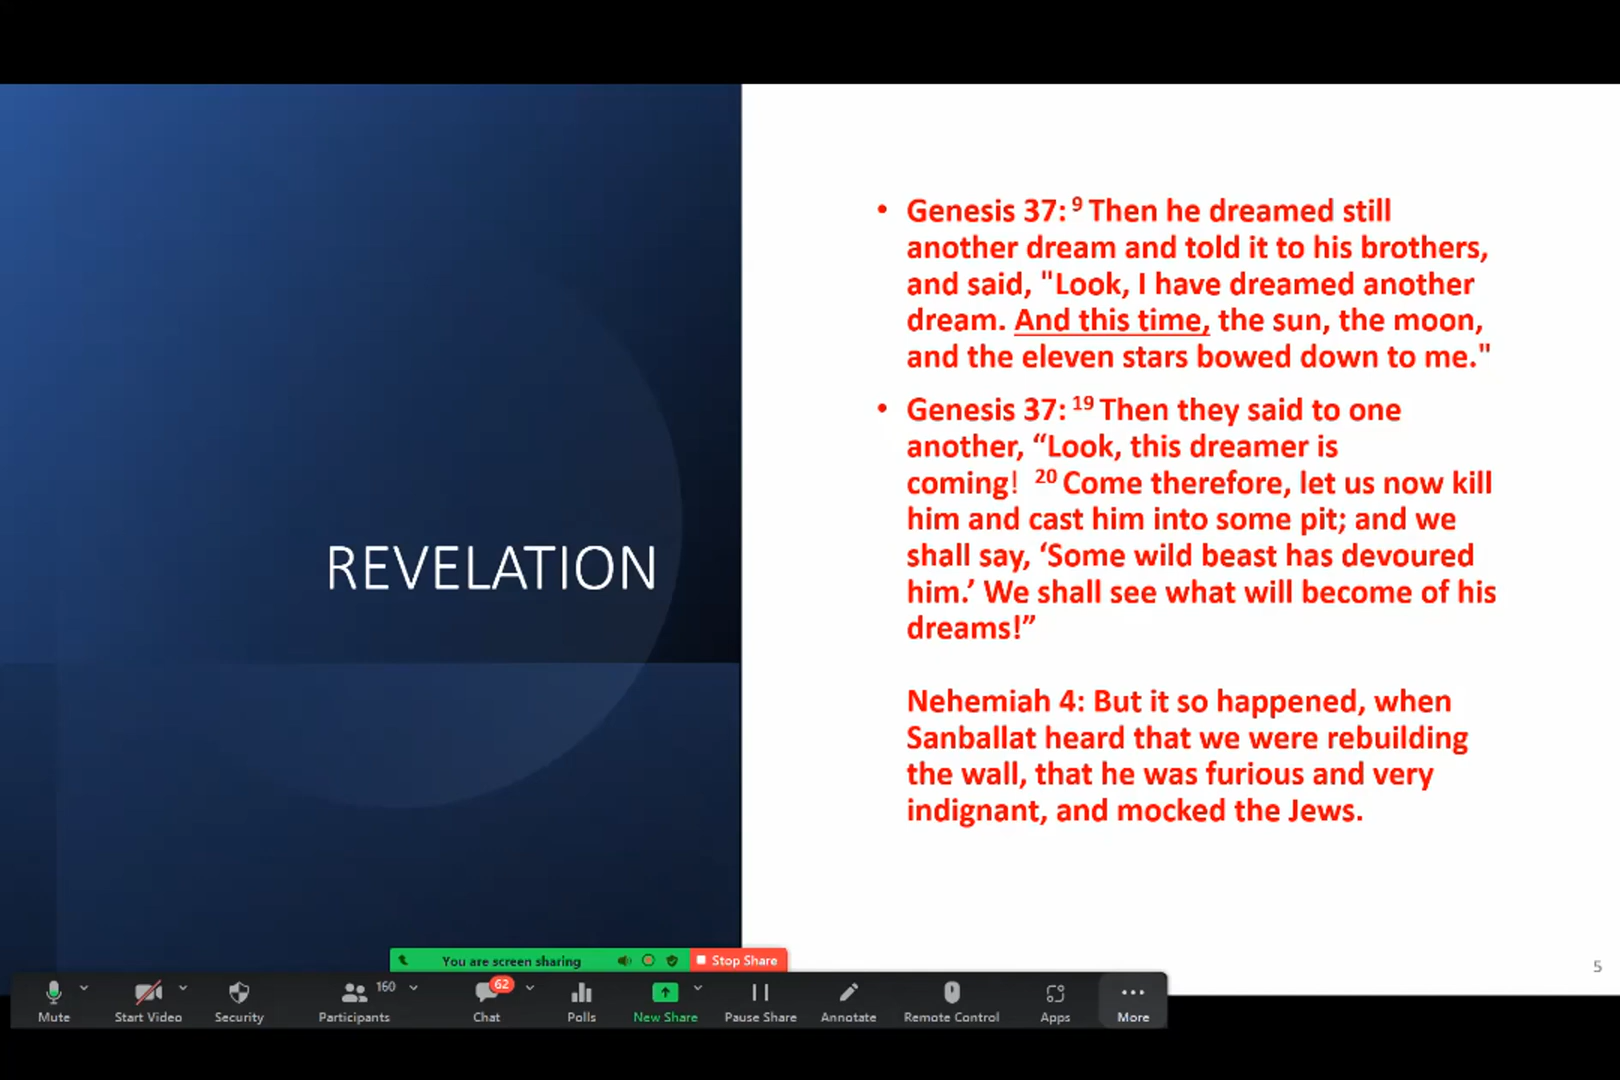 REVELATION
• Genesis 37: 9 Then he dreamed still
another dream and told it to his brothers,
and said, "Look, I have dreamed another
dream. And this time, the sun, the moon,
and the eleven stars bowed down to me."
• Genesis 37: 19 Then they said to one
another, “Look, this dreamer is
coming! 20 Come therefore, let us now kill
him and cast him into some pit; and we
shall say, ‘Some wild beast has devoured
him.’ We shall see what will become of his
dreams!”
Nehemiah 4: But it so happened, when
Sanballat heard that we were rebuilding
the wall, that he was furious and very
indignant, and mocked the Jews.
5
You are screen sharing Stop Share
160 62
Mute Start Video Security Participants Chat Polls New Share Pause Share Annotate Remote Control Apps More